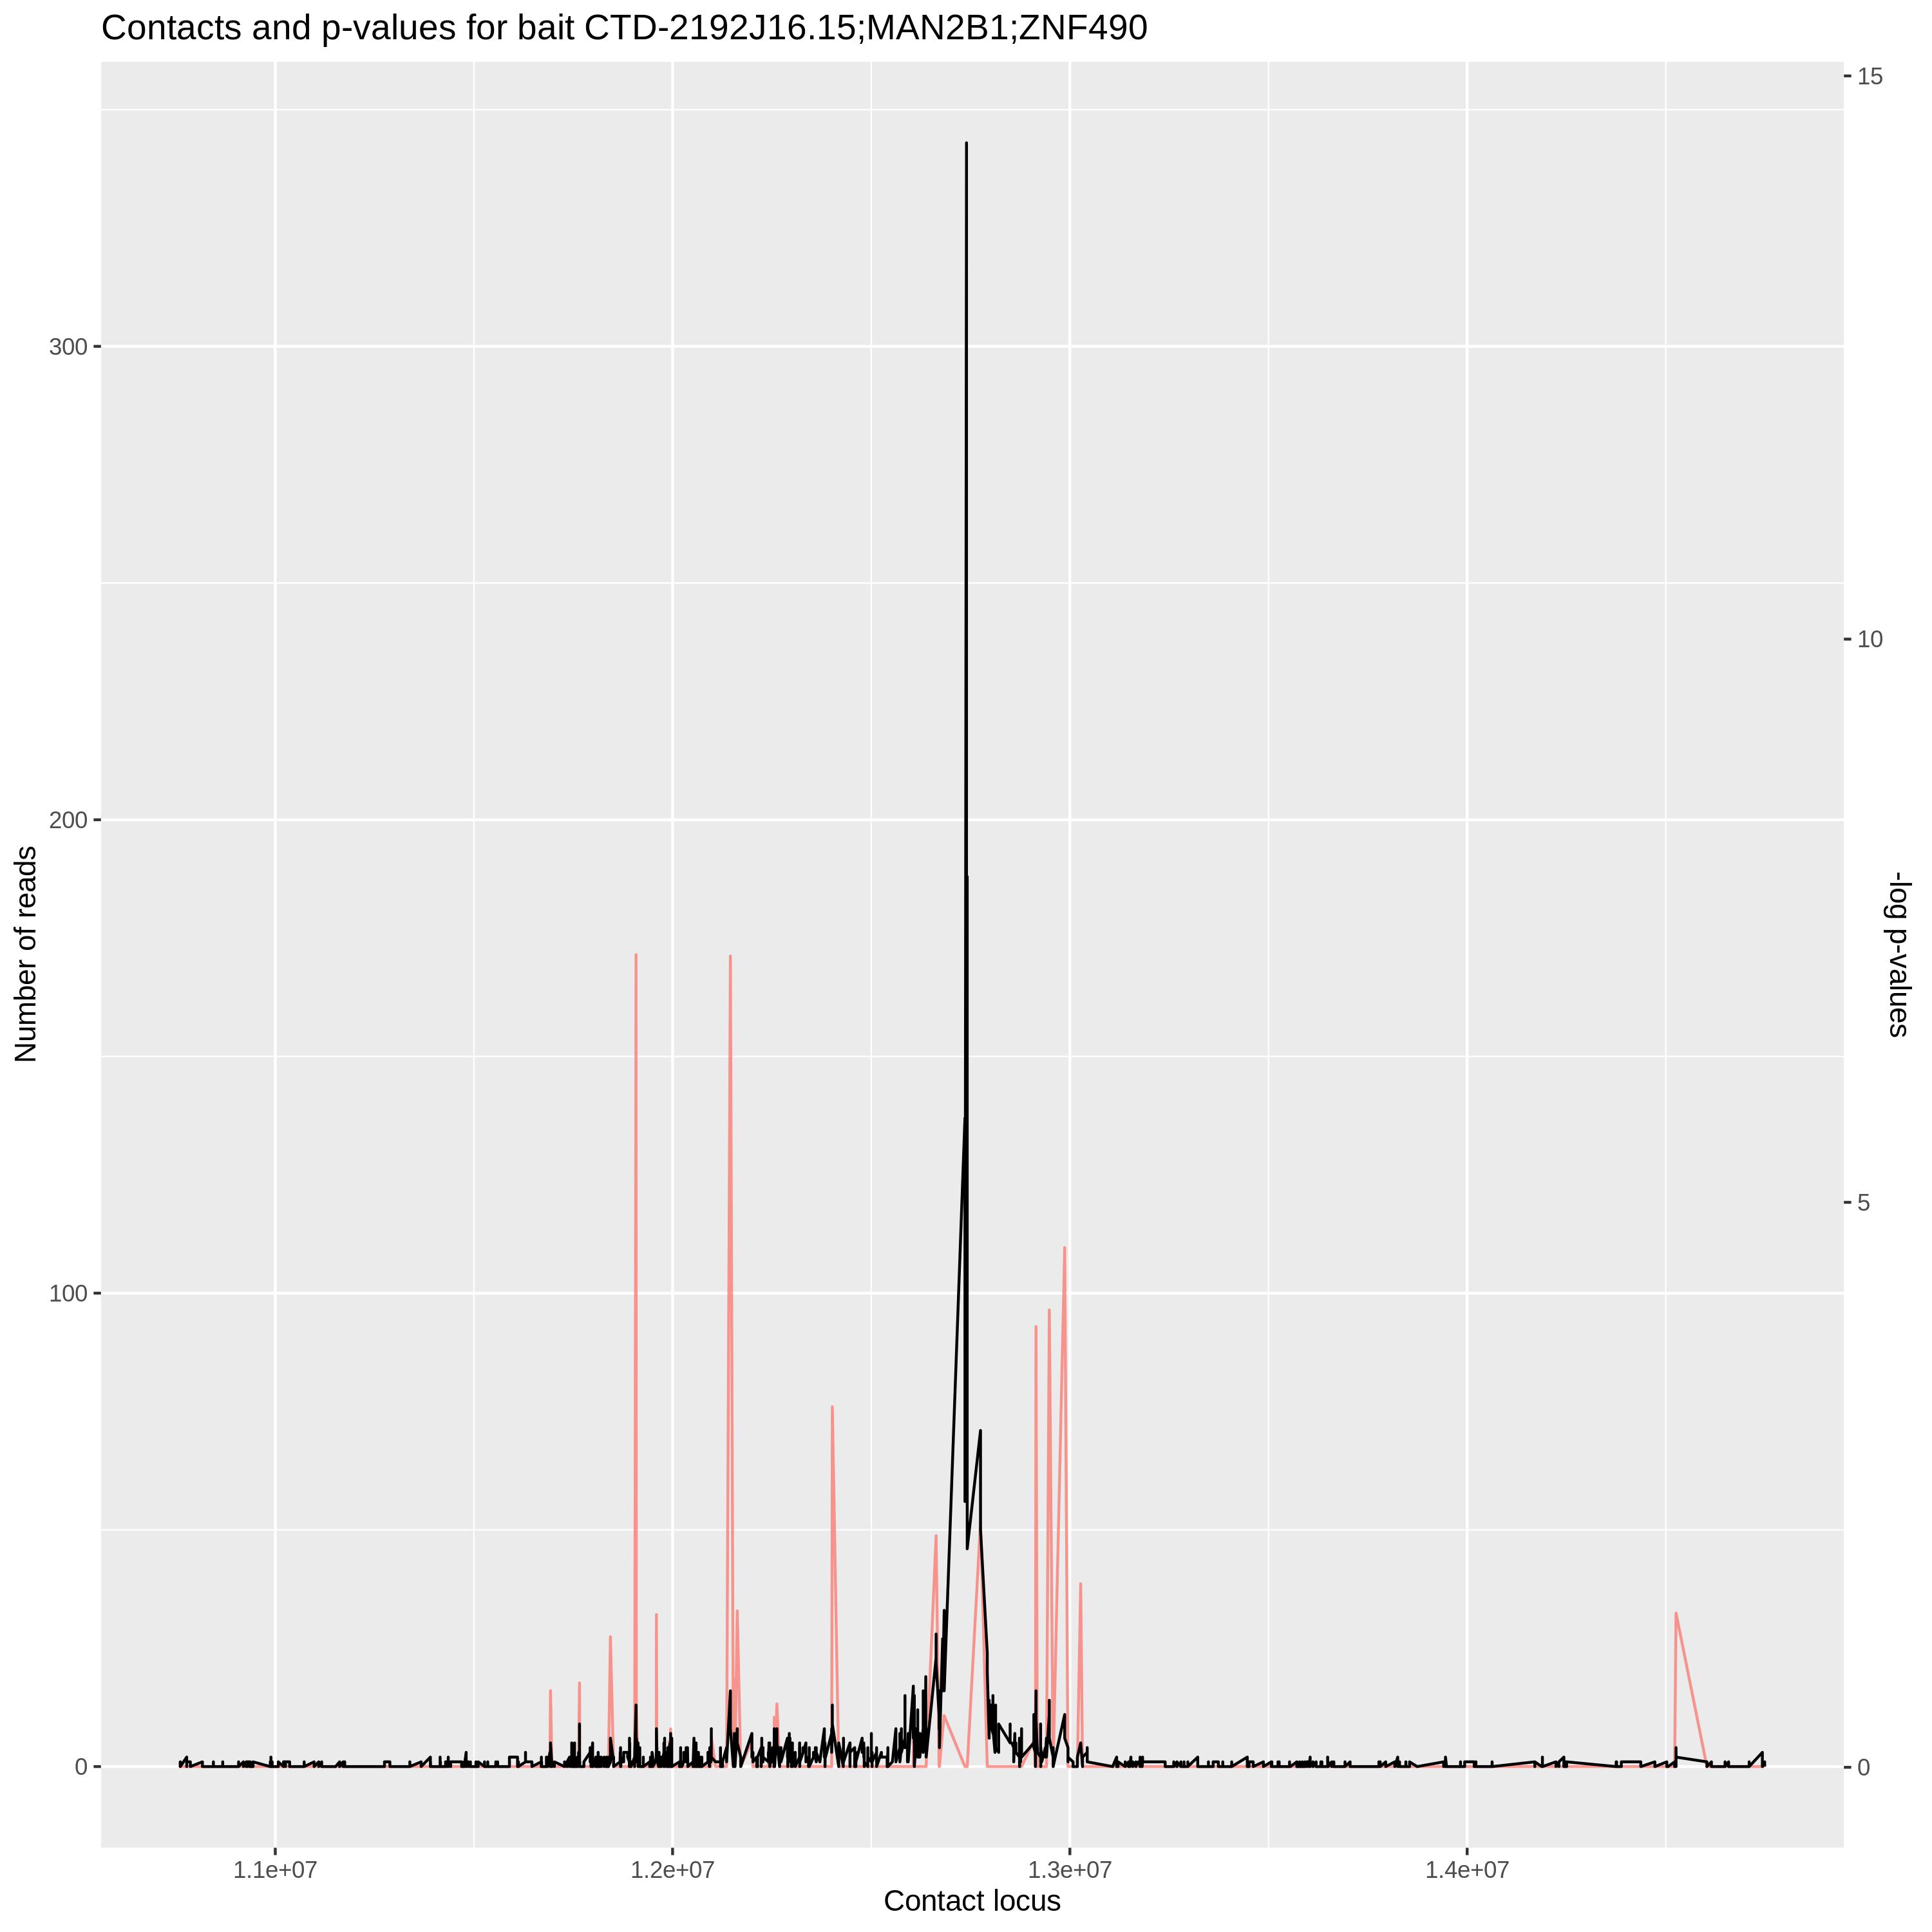 Contacts and p-values for bait CTD-2192J16.15;MAN2B1;ZNF490
15
300
10
200
Number of reads
-log p-values
5
100
0
0
1.1e+07
1.2e+07
1.3e+07
1.4e+07
Contact locus